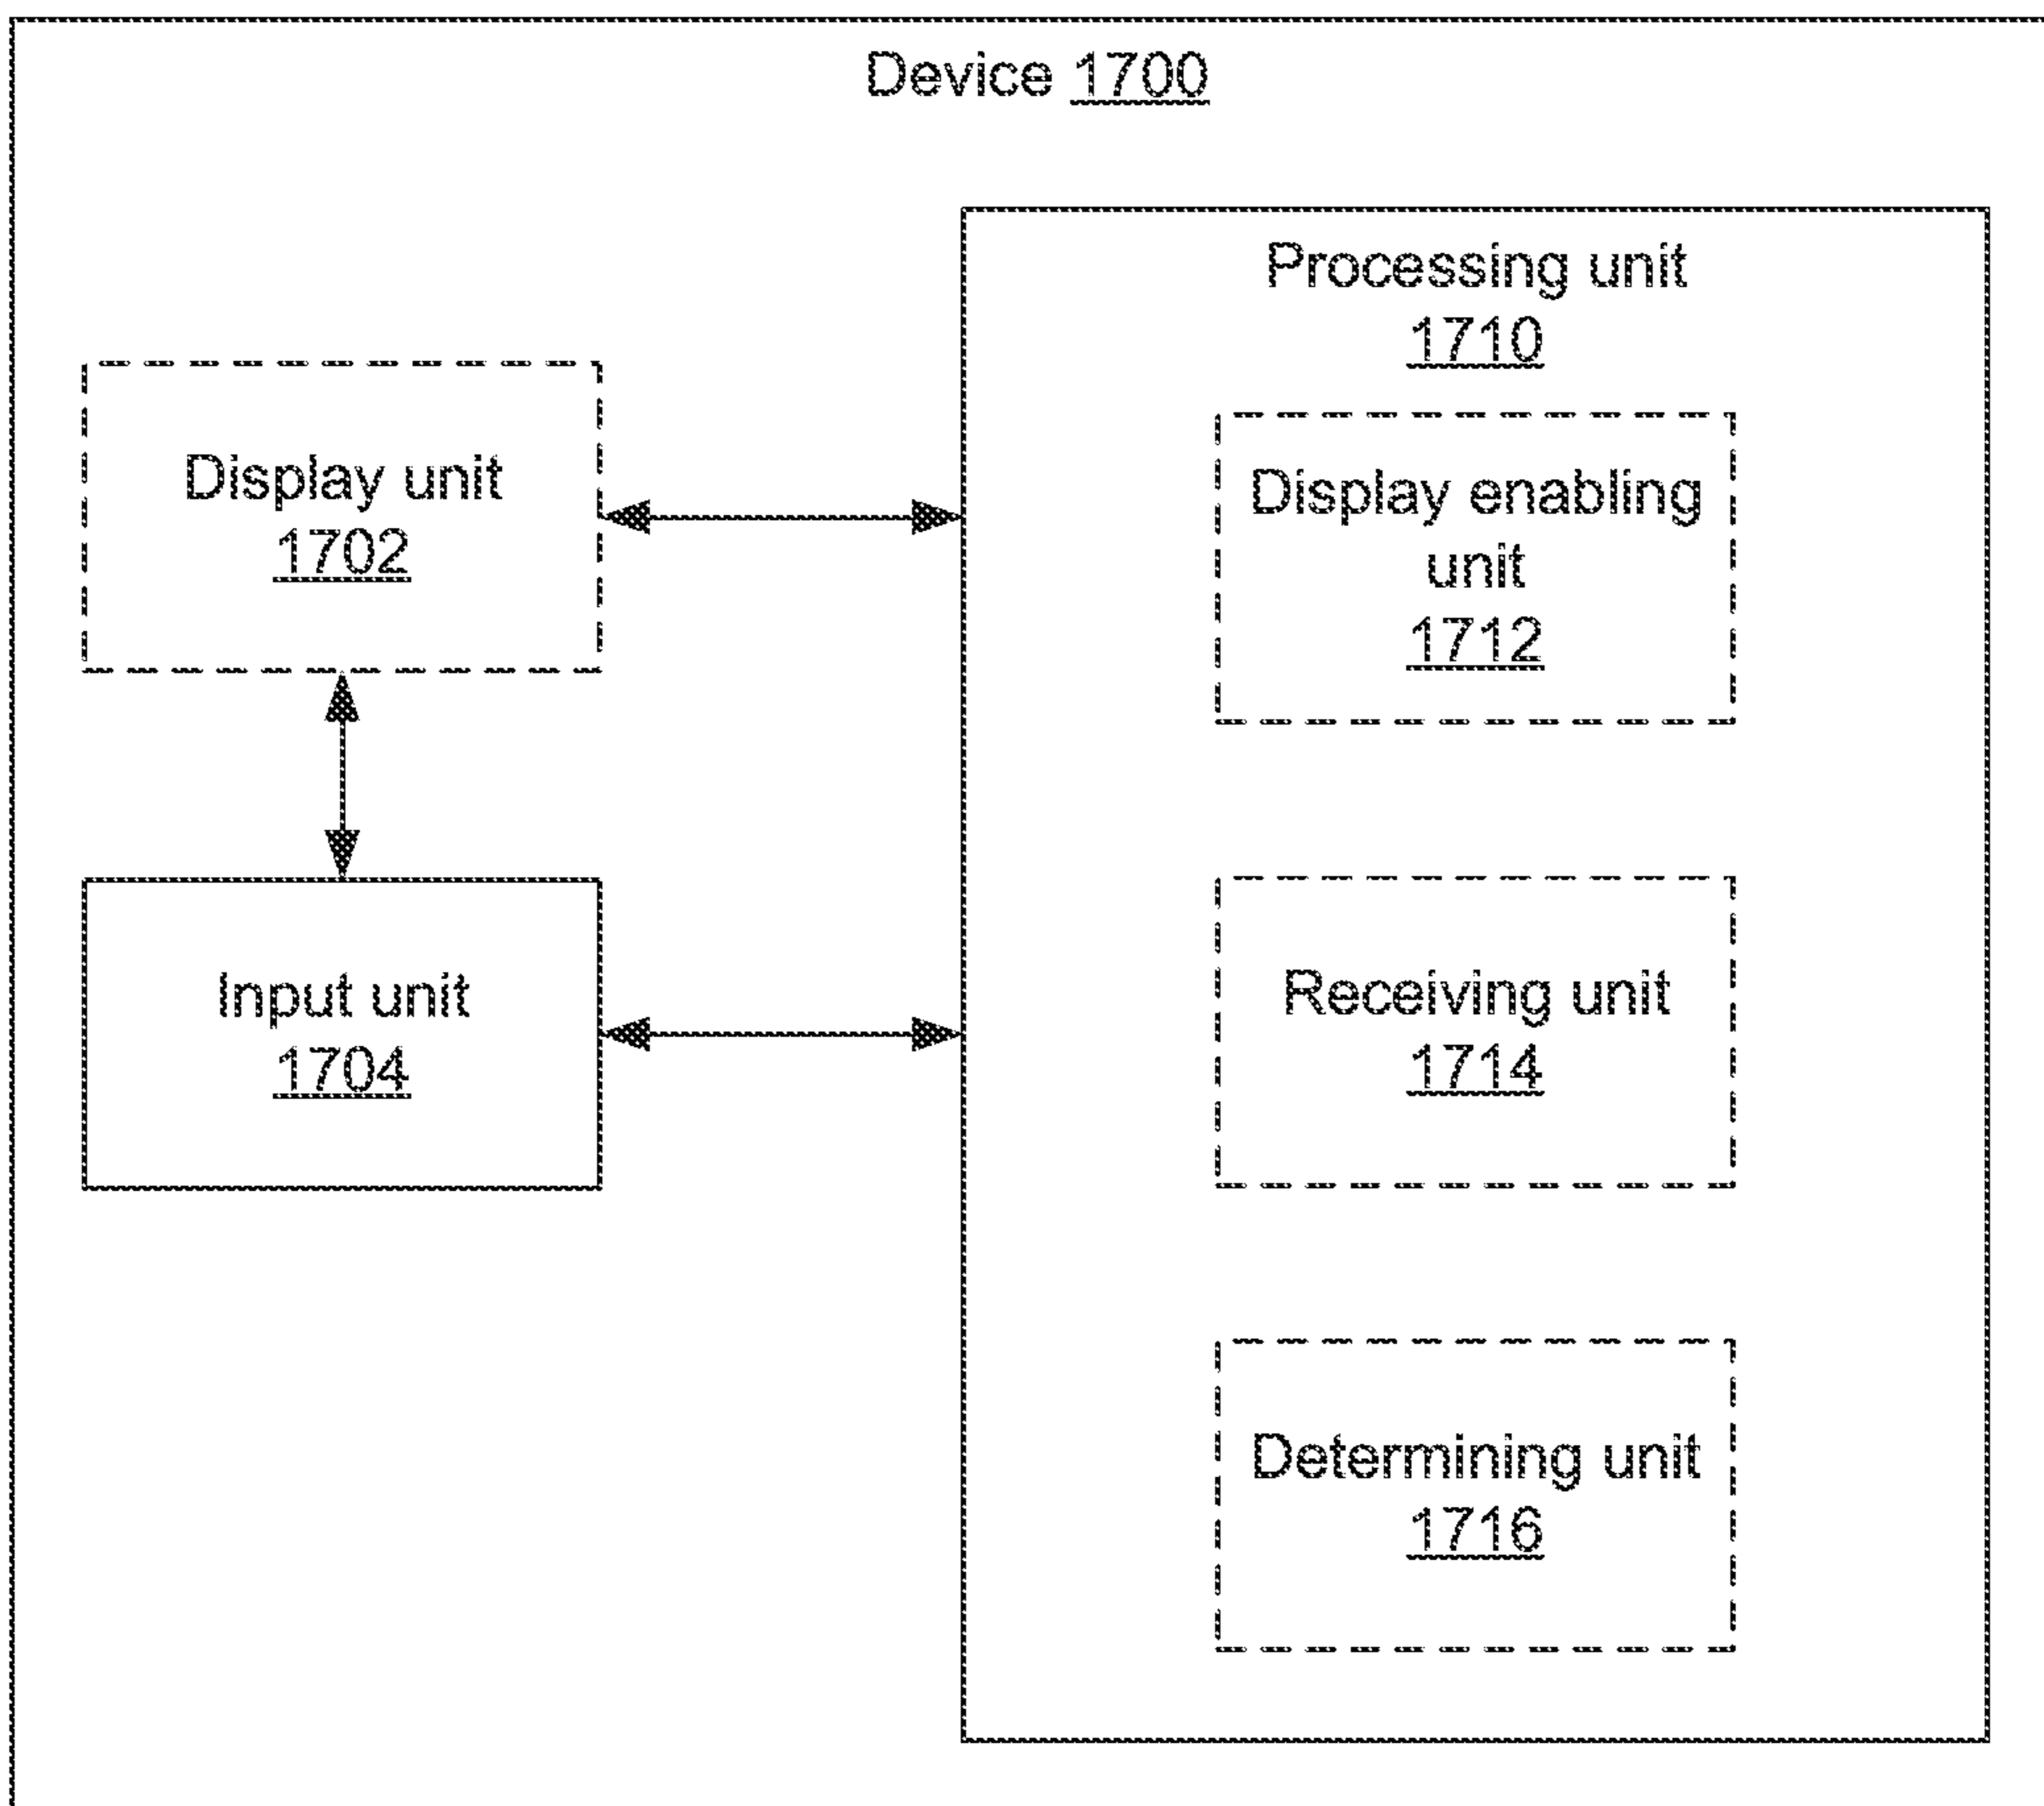 Device 1700
Processing unit
1710
Display unit
1702
Display enabling
unit
1712
Input unit
1704
Receiving unit
1714
Determining unit
1716